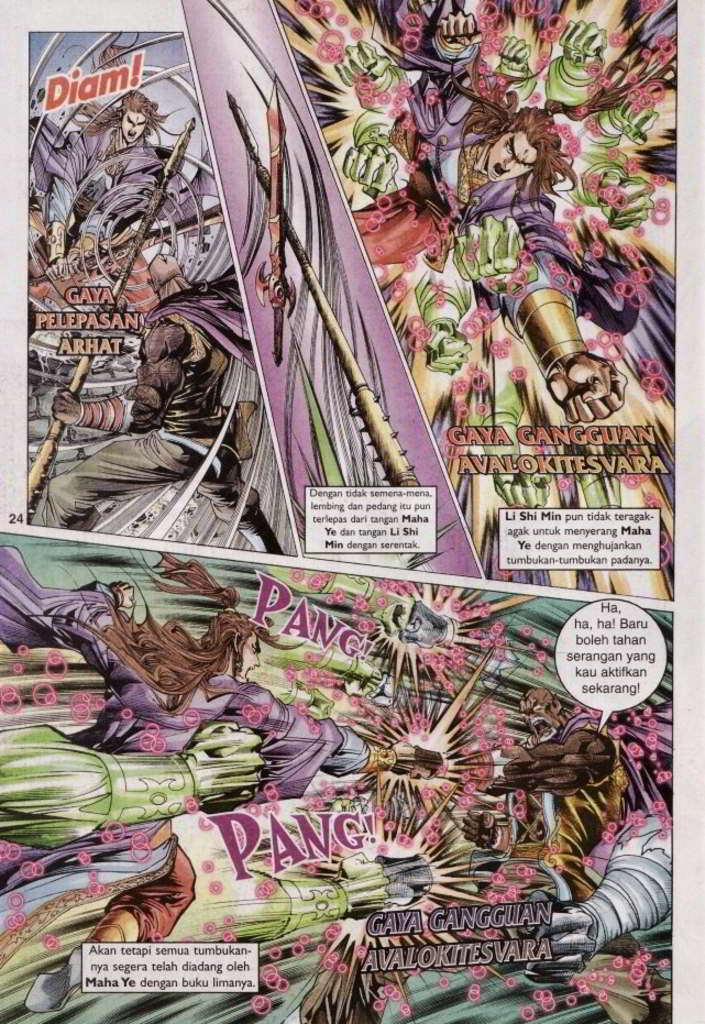 Diam!
GAYA
PELEPASAN
ARHAT
Dengan tidak semena-mena,
lembing dan pedang itu pun
terlepas dari tangan Maha
Ye dan tangan Li Shi
Min dengan serentak.
GAYA GANGGUAN
AVALOKITESVARA
Li Shi Min pun tidak teragak-
agak untuk menyerang Maha
Ye dengan menghujankan
tumbukan-tumbukan padanya.
24
PANG!
Ha,
ha, ha! Baru
boleh tahan
serangan yang
kau aktifkan
sekarang!
PANG!
GAYA GANGGUAN
AVALOKITESVARA
Akan tetapi semua tumbukan-
nya segera telah diadang oleh
Maha Ye dengan buku limanya.